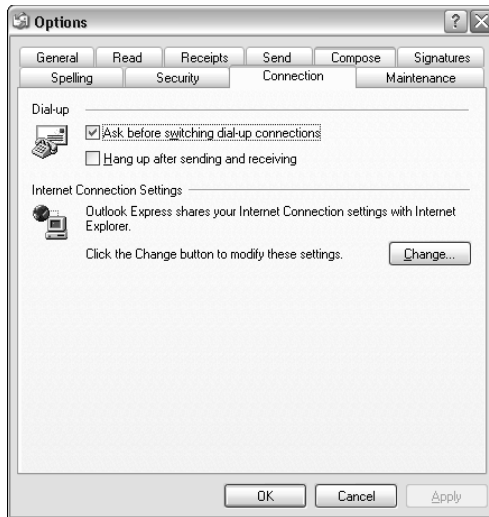 Options
General Read Receipts Send Compose Signatures
Spelling Security Connection Maintenance
Dial-up
Ask before switching dial-up connections
Hang up after sending and receiving
Internet Connection Settings
Outlook Express shares your Internet Connection settings with Internet
Explorer.
Click the Change button to modify these settings. Change...
OK Cancel Apply